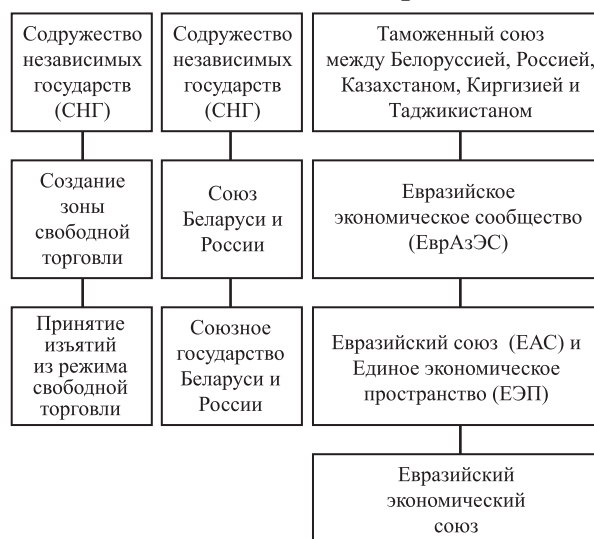 Содружество
независимых
государств
(СНГ)
Создание
зоны
свободной
торговли
Принятие
изъятий
из режима
свободной
торговли
Содружество
независимых
государств
(СНГ)
Союз
Беларуси и
России
Союзное
государство
Беларуси и
России
Таможенный союз
между Белоруссией, Россией,
Казахстаном, Киргизией и
Таджикистаном
Евразийское
экономическое сообщество
(ЕврАзЭС)
Евразийский союз (ЕАС) и
Единое экономическое
пространство (ЕЭП)
Евразийский
экономический
союз